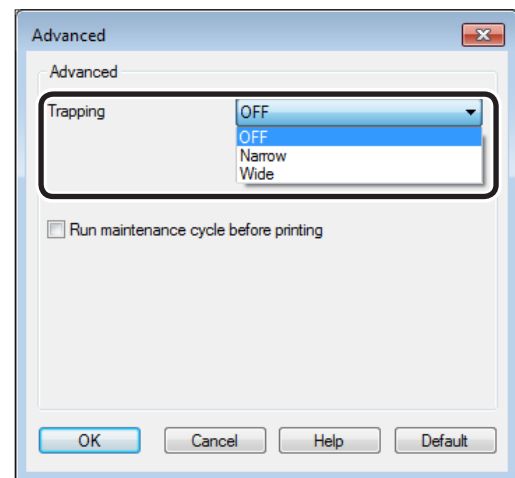 Advanced
Advanced
Trapping OFF
OFF
Narrow
Wide
Run maintenance cycle before printing
OK Cancel Help Default